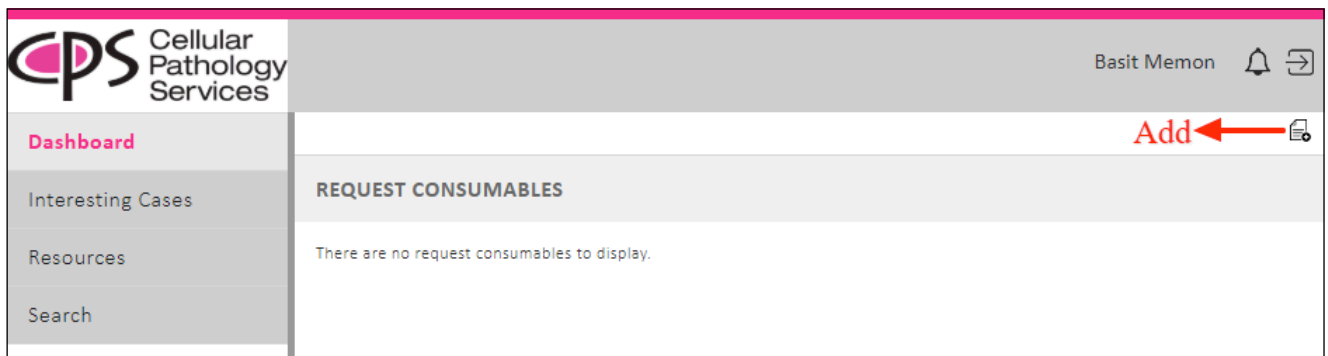 CPS Cellular
Pathology
Services
Basit Memon
Add
Dashboard
Interesting Cases
Resources
Search
REQUEST CONSUMABLES
There are no request consumables to display.